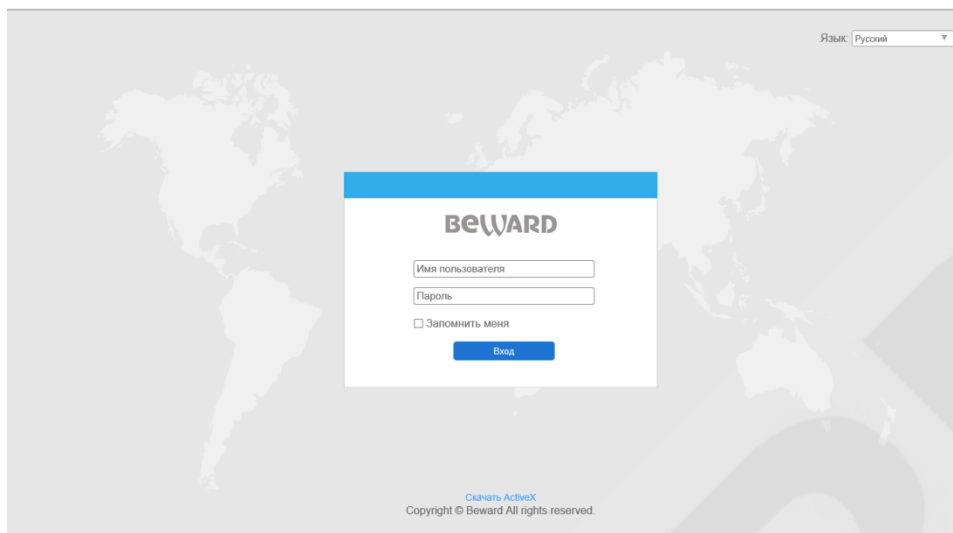 Язык: Русский
BEWARD
Имя пользователя
Пароль
Запомнить меня
Вход
Скачать ActiveX
Copyright © Beward All rights reserved.